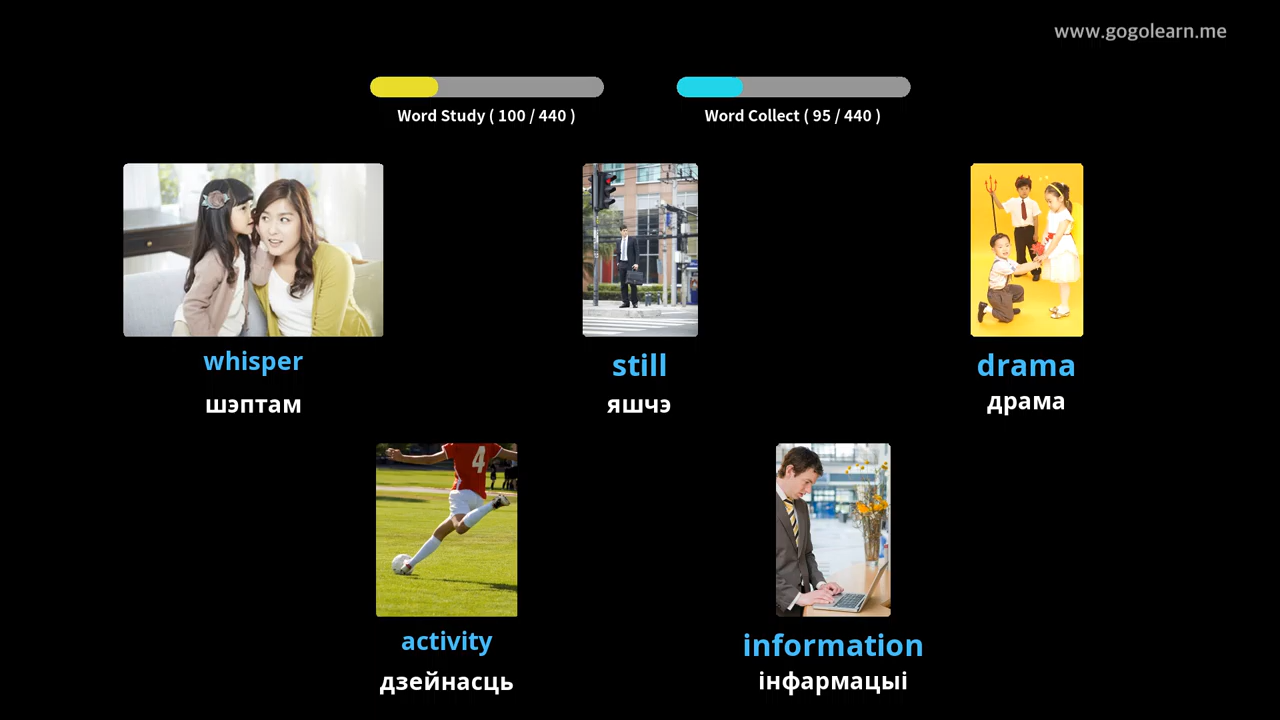 www.gogolearn.me
Word Study ( 100 / 440 )
Word Collect ( 95 / 440 )
whisper
шэптам
still
яшчэ
drama
драма
4
activity
дзейнасць
information
інфармацыі